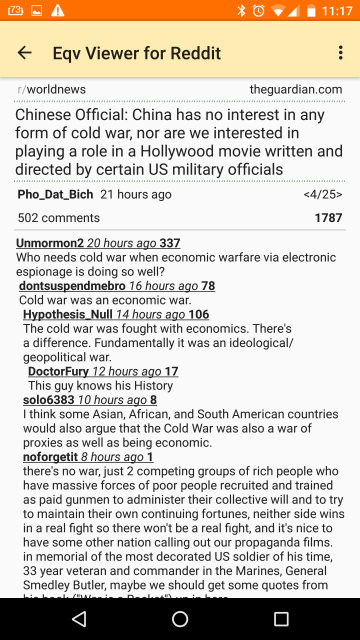 73
11:17
Eqv Viewer for Reddit
r/worldnews theguardian.com
Chinese Official: China has no interest in any
form of cold war, nor are we interested in
playing a role in a Hollywood movie written and
directed by certain US military officials
Pho_Dat_Bich 21 hours ago <4/25>
502 comments 1787
Unmormon2 20 hours ago 337
Who needs cold war when economic warfare via electronic
espionage is doing so well?
dontsuspendmebro 16 hours ago 78
Cold war was an economic war.
Hypothesis_Null 14 hours ago 106
The cold war was fought with economics. There's
a difference. Fundamentally it was an ideological/
geopolitical war.
DoctorFury 12 hours ago 17
This guy knows his History
solo6383 10 hours ago 8
I think some Asian, African, and South American countries
would also argue that the Cold War was also a war of
proxies as well as being economic.
noforgetit 8 hours ago 1
there's no war, just 2 competing groups of rich people who
have massive forces of poor people recruited and trained
as paid gunmen to administer their collective will and to try
to maintain their own continuing fortunes, neither side wins
in a real fight so there won't be a real fight, and it's nice to
have some other nation calling out our propaganda films.
in memorial of the most decorated US soldier of his time,
33 year veteran and commander in the Marines, General
Smedley Butler, maybe we should get some quotes from
his book ("War is a Racket") up in here